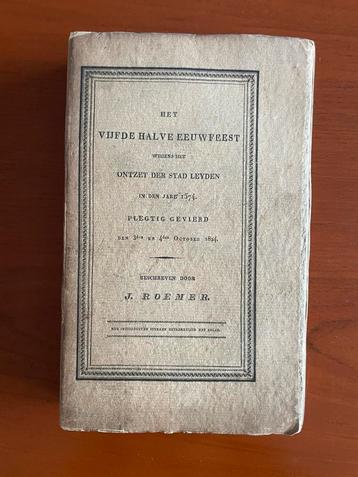 HET
VIJFDE HALVE EEUWFEEST
WEGENS HET
ONTZET DER STAD LEYDEN
IN DEN JARE 1574.
PLEGTIG GEVIERD
DEN 3den EN 4den OCTOBER 1824.
BESCHREVEN DOOR
J. ROEMER.